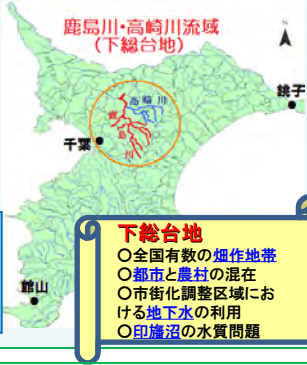 鹿島川・高崎川流域
(下総台地)
銚子
高崎川
鹿島川
千葉
館山
下総台地
○全国有数の畑作地帯
○都市と農村の混在
○市街化調整区域にお
ける地下水の利用
○印旛沼の水質問題